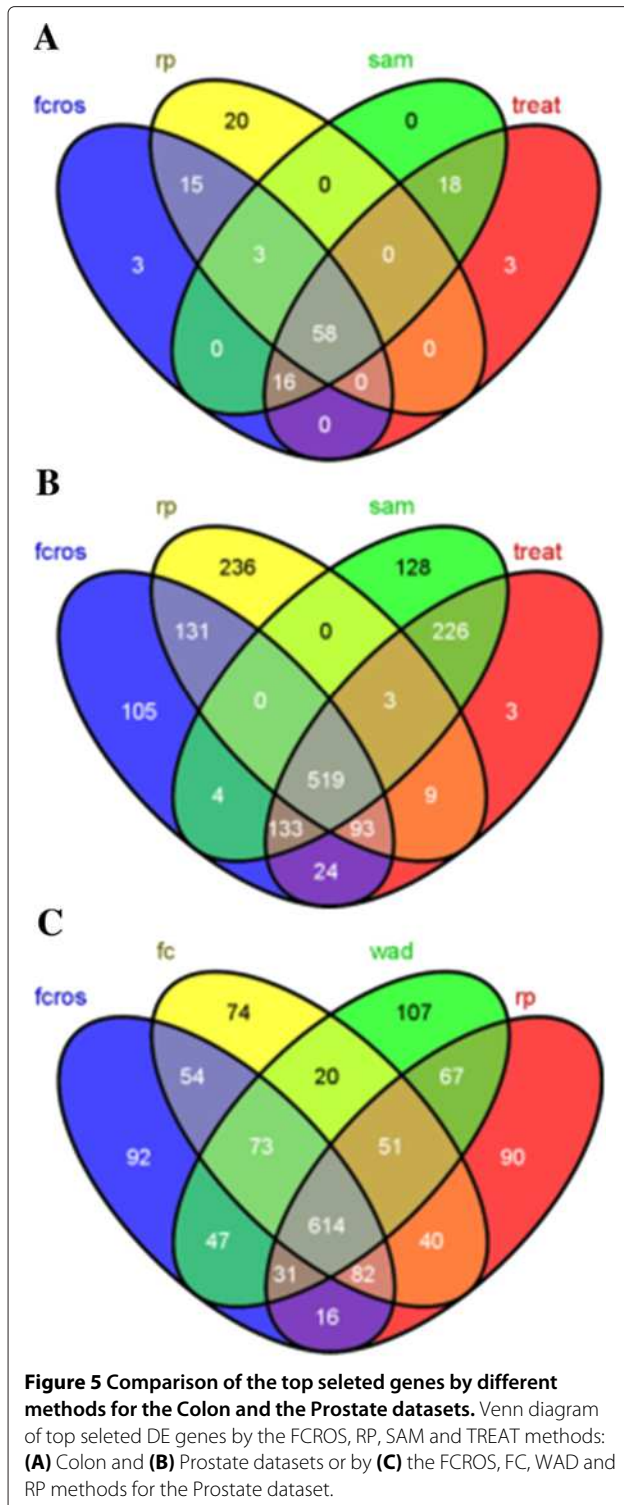 A
rp sam
fcros treat
20 0
15 18
3 3 0 3
0 58 0
16 0
0
B
rp sam
fcros treat
236 128
131 0 226
105 0 3 3
4 519 9
133 93
24
C
fc wad
fcros rp
74 107
54 20 67
92 73 51 90
47 614 40
31 82
16
Figure 5 Comparison of the top seleted genes by different
methods for the Colon and the Prostate datasets. Venn diagram
of top seleted DE genes by the FCROS, RP, SAM and TREAT methods:
(A) Colon and (B) Prostate datasets or by (C) the FCROS, FC, WAD and
RP methods for the Prostate dataset.